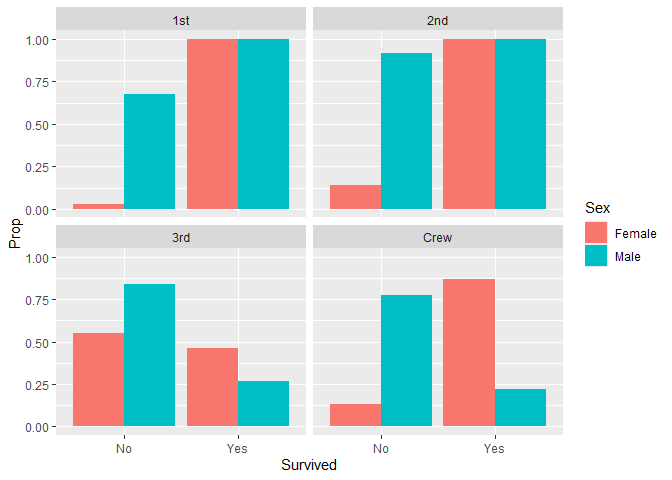 1st
2nd
1.00
0.75
0.50
0.25
0.00
3rd
Crew
1.00
0.75
0.50
0.25
0.00
No
Yes
No
Yes
Survived
Prop
Sex
Female
Male